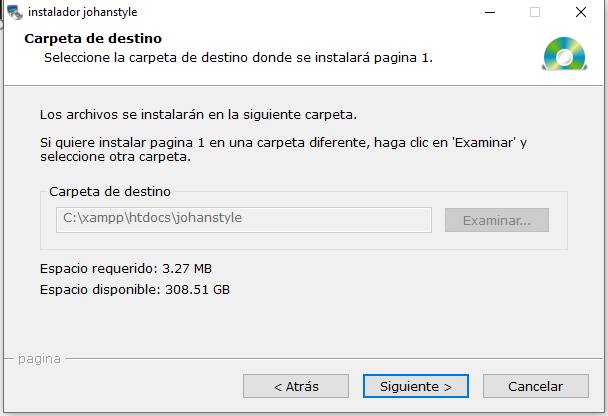 instalador johanstyle
Carpeta de destino
Seleccione la carpeta de destino donde se instalará pagina 1.
Los archivos se instalarán en la siguiente carpeta.
Si quiere instalar pagina 1 en una carpeta diferente, haga clic en 'Examinar' y
seleccione otra carpeta.
Carpeta de destino
C:\xampp\htdocs\johanstyle
Examinar...
Espacio requerido: 3.27 MB
Espacio disponible: 308.51 GB
pagina
< Atrás
Siguiente >
Cancelar